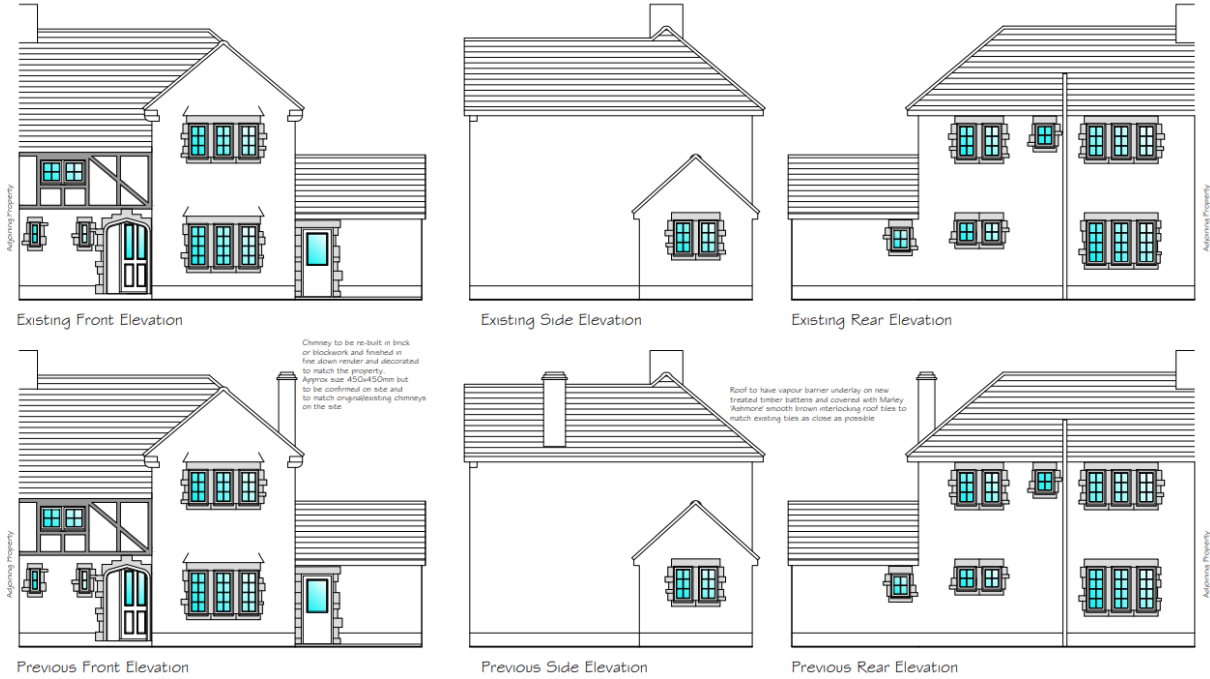 Adjoining Property
Adjoining Property
Existing Front Elevation
Existing Side Elevation
Existing Rear Elevation
Chimney to be re-built in brick
or blockwork and finished in
fine down render and decorated
to match the property.
Approx size 450x450mm but
to be confirmed on site and
to match original/existing chimneys
on the site
Roof to have vapour barrier underlay on new
treated timber battens and covered with Marley
'Ashmore' smooth brown interlocking roof tiles to
match existing tiles as close as possible
Adjoining Property
Adjoining Property
Previous Front Elevation
Previous Side Elevation
Previous Rear Elevation